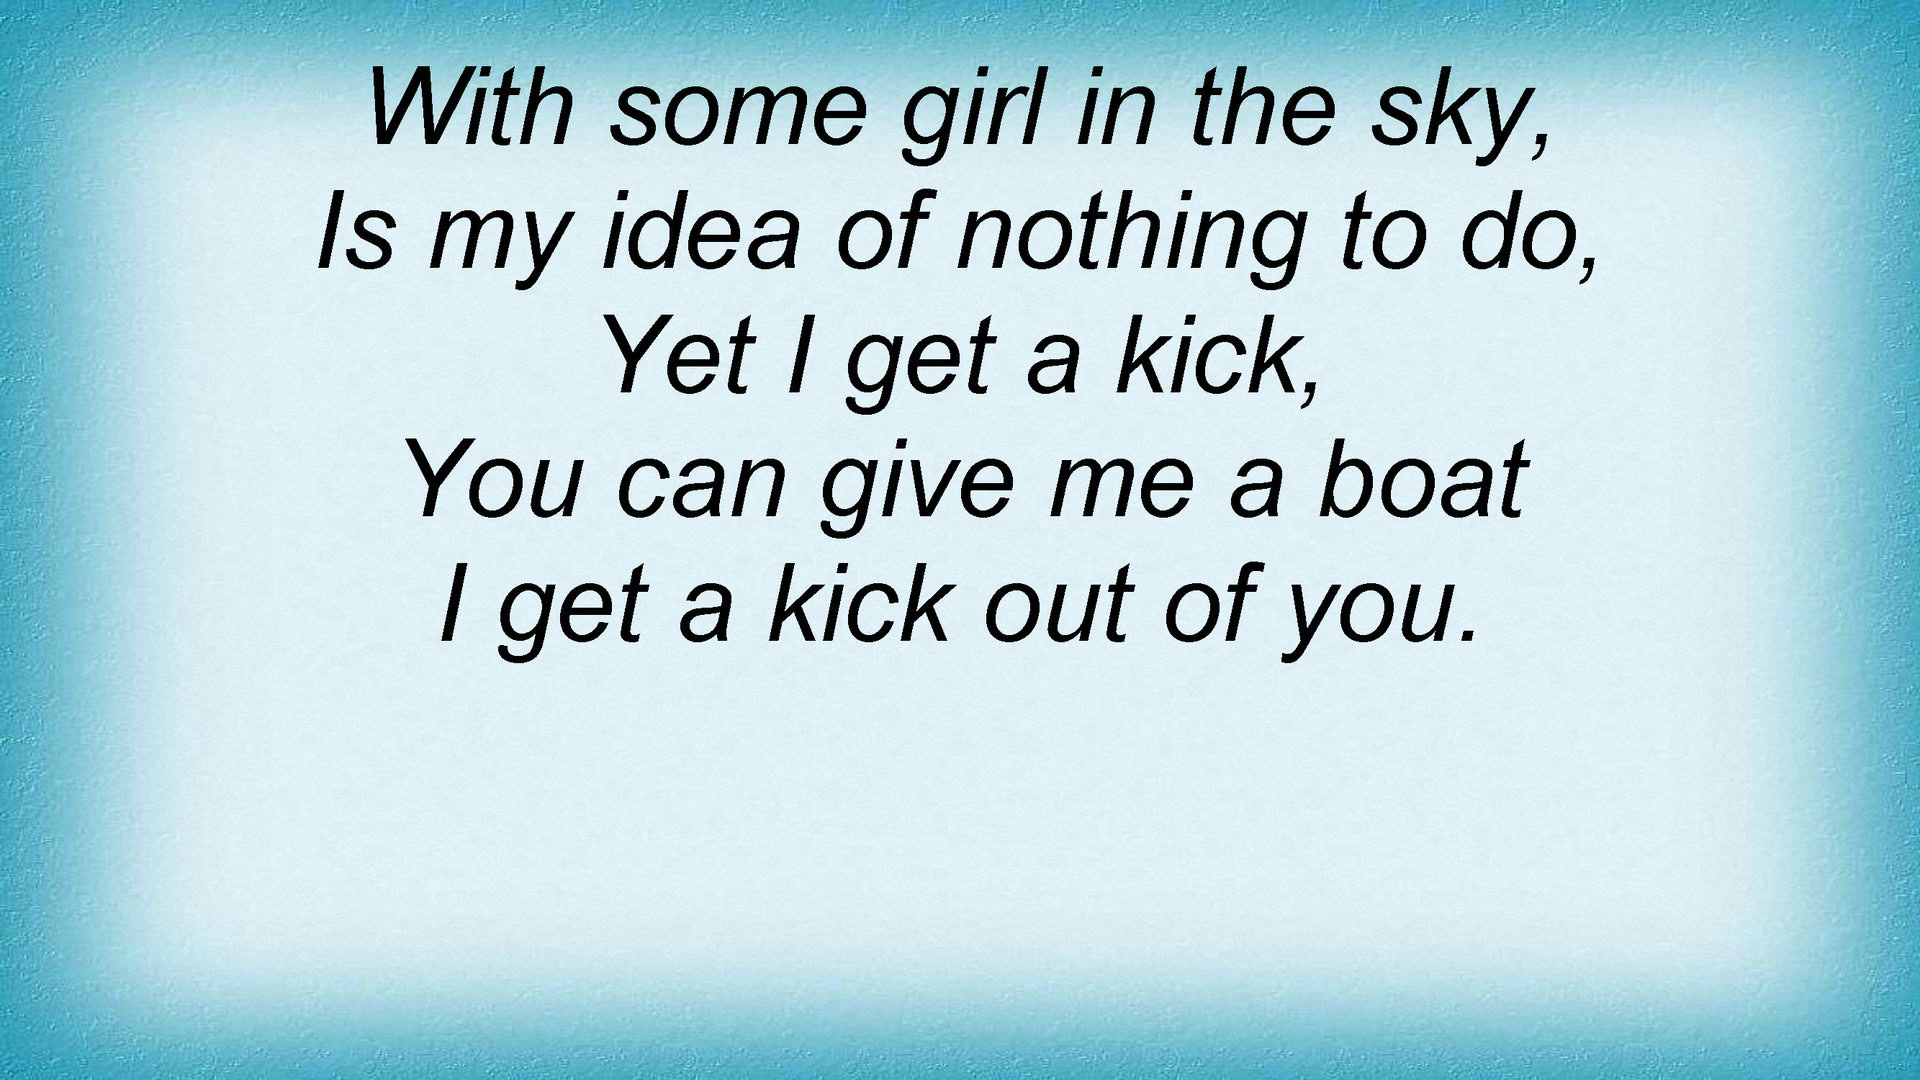 With some girl in the sky,
Is my idea of nothing to do,
Yet I get a kick,
You can give me a boat
I get a kick out of you.